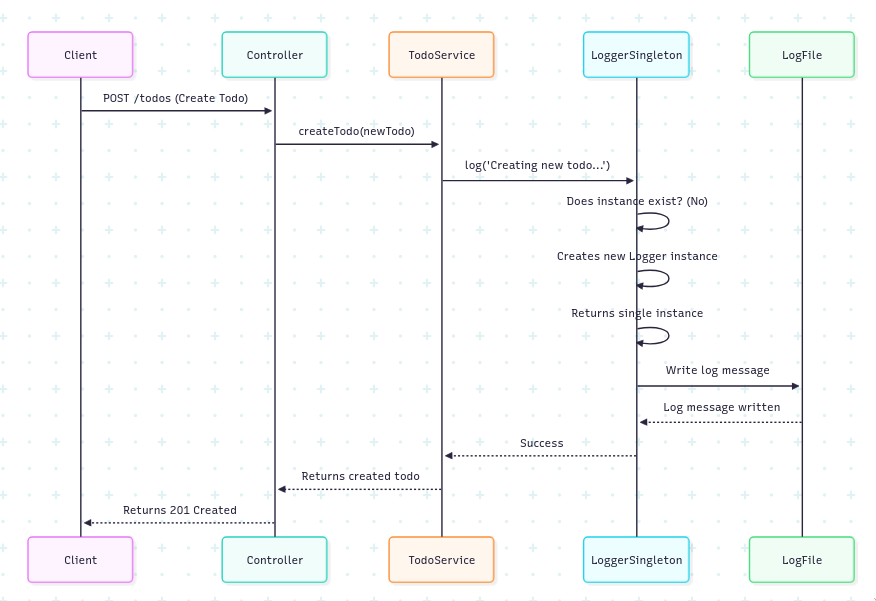 Client
Controller
TodoService
LoggerSingleton
LogFile
POST /todos (Create Todo)
createTodo(newTodo)
log('Creating new todo...')
Does instance exist? (No)
Creates new Logger instance
Returns single instance
Write log message
Log message written
Success
Returns created todo
Returns 201 Created
Client
Controller
TodoService
LoggerSingleton
LogFile